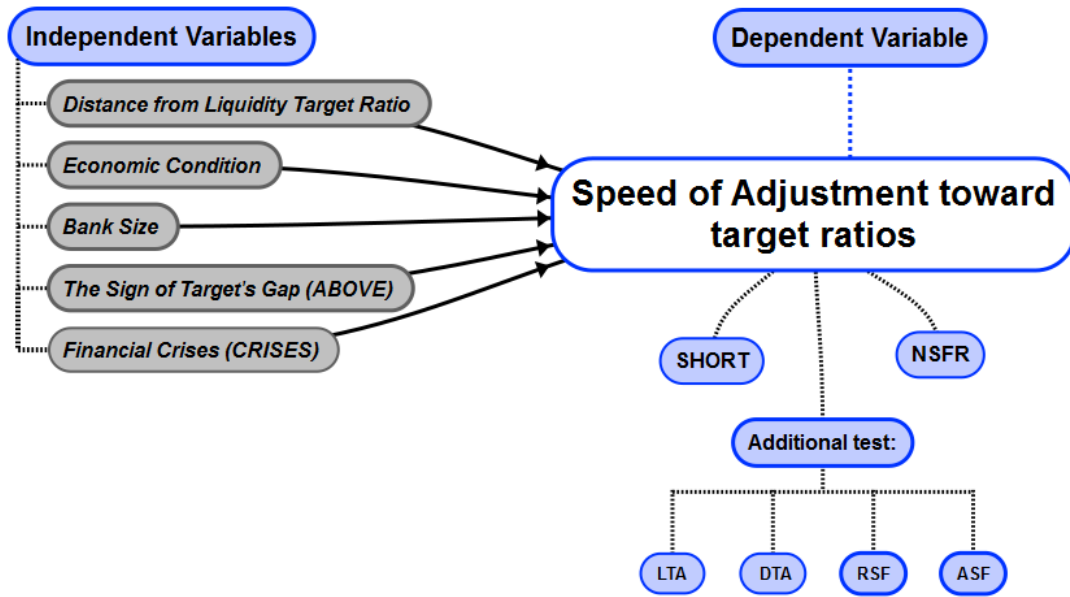 Independent Variables
Distance from Liquidity Target Ratio
Economic Condition
Bank Size
The Sign of Target's Gap (ABOVE)
Financial Crises (CRISES)
Dependent Variable
Speed of Adjustment toward
target ratios
SHORT
NSFR
Additional test:
LTA
DTA
RSF
ASF